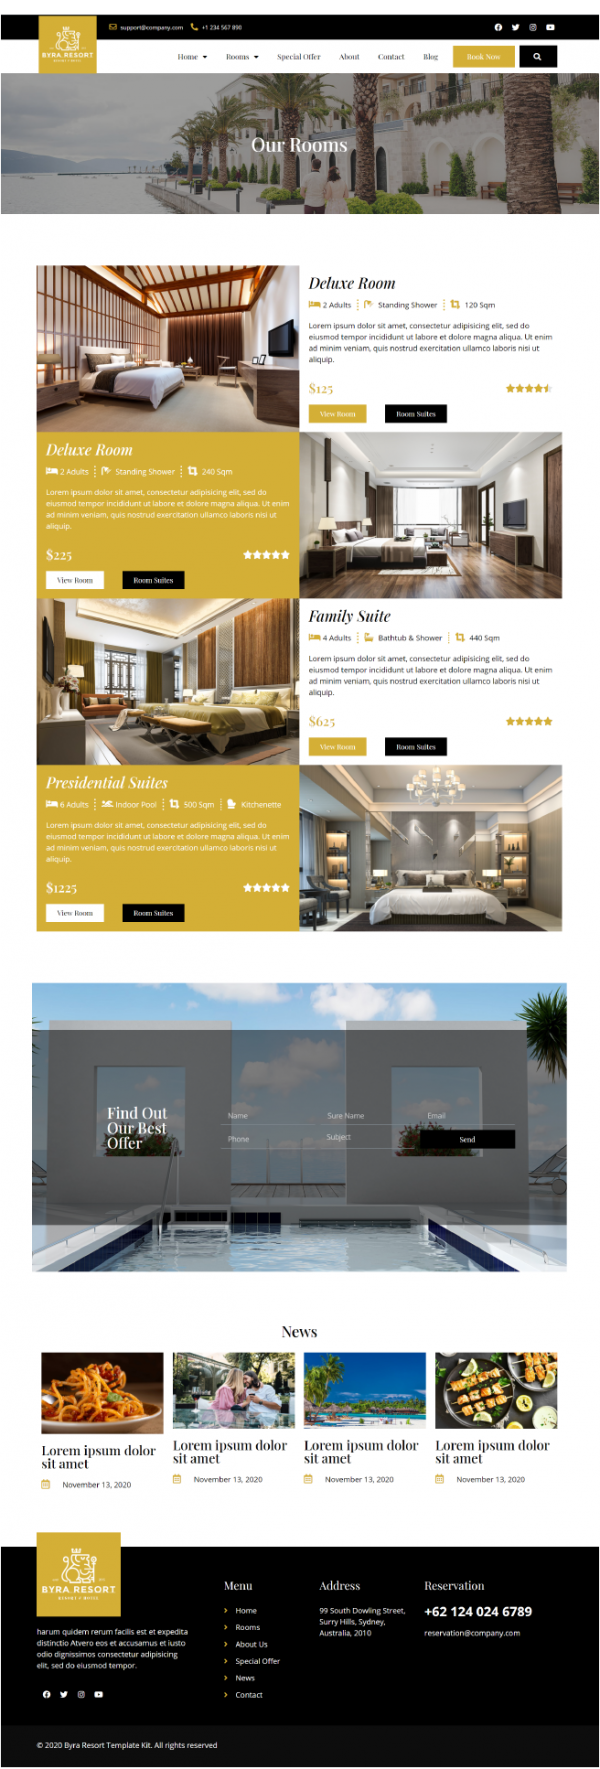 support@company.com +1 234 567 890
BYRA RESORT
Home Rooms Special Offer About Contact Blog Book Now
Our Rooms
Deluxe Room
2 Adults Standing Shower 120 Sqm
Lorem ipsum dolor sit amet, consectetur adipisicing elit, sed do
eiusmod tempor incididunt ut labore et dolore magna aliqua. Ut enim
ad minim veniam, quis nostrud exercitation ullamco laboris nisi ut
aliquip.
$125
View Room Room Suites
Deluxe Room
2 Adults Standing Shower 240 Sqm
Lorem ipsum dolor sit amet, consectetur adipisicing elit, sed do
eiusmod tempor incididunt ut labore et dolore magna aliqua. Ut enim
ad minim veniam, quis nostrud exercitation ullamco laboris nisi ut
aliquip.
$225
View Room Room Suites
Family Suite
4 Adults Bathtub & Shower 440 Sqm
Lorem ipsum dolor sit amet, consectetur adipisicing elit, sed do
eiusmod tempor incididunt ut labore et dolore magna aliqua. Ut enim
ad minim veniam, quis nostrud exercitation ullamco laboris nisi ut
aliquip.
$625
View Room Room Suites
Presidential Suites
6 Adults Indoor Pool 500 Sqm Kitchenette
Lorem ipsum dolor sit amet, consectetur adipisicing elit, sed do
eiusmod tempor incididunt ut labore et dolore magna aliqua. Ut enim
ad minim veniam, quis nostrud exercitation ullamco laboris nisi ut
aliquip.
$1225
View Room Room Suites
Find Out
Our Best
Offer
Name Sure Name Email
Phone Subject Send
News
Lorem ipsum dolor
sit amet
November 13, 2020
Lorem ipsum dolor
sit amet
November 13, 2020
Lorem ipsum dolor
sit amet
November 13, 2020
Lorem ipsum dolor
sit amet
November 13, 2020
BYRA RESORT
harum quidem rerum facilis est et expedita
distinctio Atvero eos et accusamus et iusto
odio dignissimos consectetur adipisicing
elit, sed do eiusmod tempor.
Menu
Home
Rooms
About Us
Special Offer
News
Contact
Address
99 South Dowling Street,
Surry Hills, Sydney,
Australia, 2010
Reservation
+62 124 024 6789
reservation@company.com
© 2020 Byra Resort Template Kit. All rights reserved